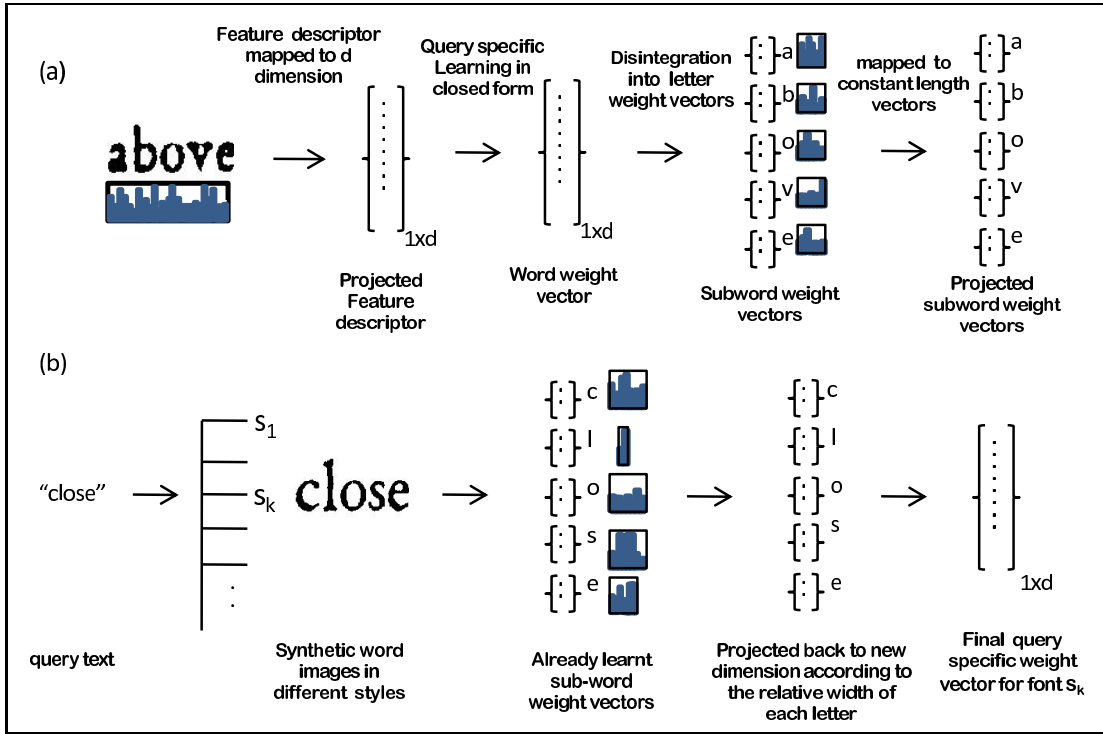 (a)
Feature descriptor
mapped to d
dimension
Query specific
Learning in
closed form
Disintegration
into letter
weight vectors
mapped to
constant length
vectors
above
1xd
1xd
a
b
o
v
e
a
b
o
v
e
Projected
Feature
descriptor
Word weight
vector
Subword weight
vectors
Projected
subword weight
vectors
(b)
"close"
S1
Sk
close
c
l
o
s
e
c
l
o
s
e
1xd
query text
Synthetic word
images in
different styles
Already learnt
sub-word
weight vectors
Projected back to new
dimension according to
the relative width of
each letter
Final query
specific weight
vector for font Sk